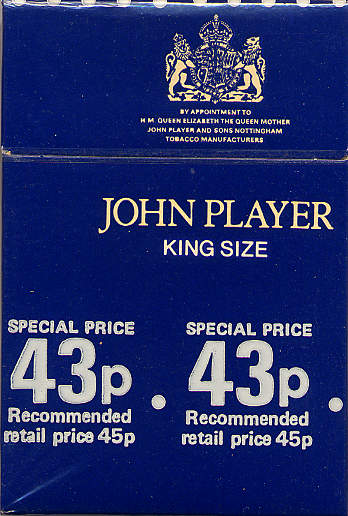 BY APPOINTMENT TO
H M QUEEN ELIZABETH THE QUEEN MOTHER
JOHN PLAYER AND SONS NOTTINGHAM
TOBACCO MANUFACTURERS
JOHN PLAYER
KING SIZE
SPECIAL PRICE
43p
Recommended
retail price 45p
SPECIAL PRICE
43p
Recommended
retail price 45p